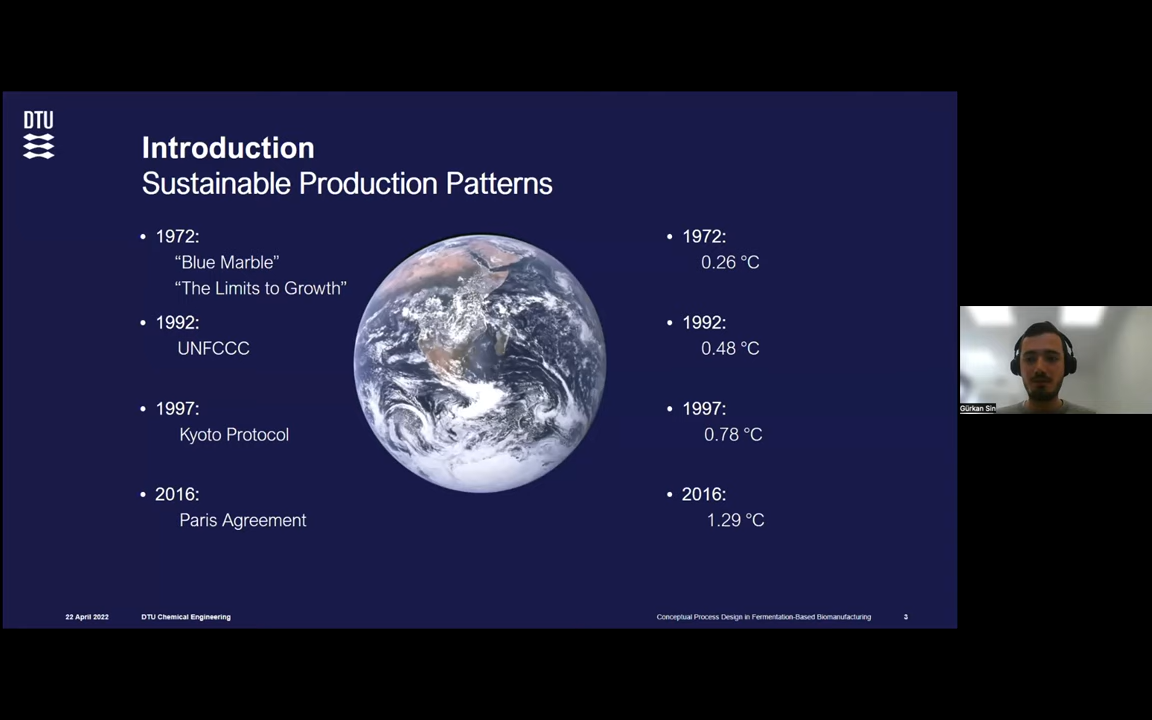 DTU
Introduction
Sustainable Production Patterns
• 1972:
“Blue Marble”
“The Limits to Growth”
• 1992:
UNFCCC
• 1997:
Kyoto Protocol
• 2016:
Paris Agreement
• 1972:
0.26 °C
• 1992:
0.48 °C
• 1997:
0.78 °C
• 2016:
1.29 °C
Gürkan Sin
22 April 2022
DTU Chemical Engineering
Conceptual Process Design in Fermentation-Based Biomanufacturing
3